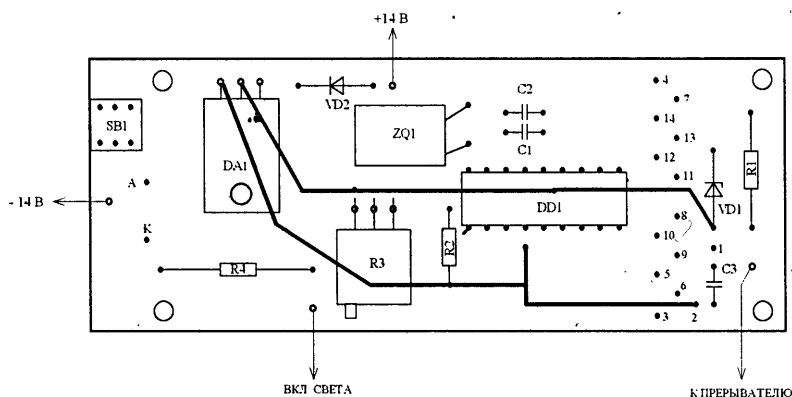 +14 В
SB1
VD2
ZQ1
C2
C1
4
7
14
13
12
11
DA1
А
- 14 В
К
R4
R3
R2
DD1
8
10
9
5
6
3
2
1
VD1
R1
C3
ВКЛ СВЕТА
К ПРЕРЫВАТЕЛЮ